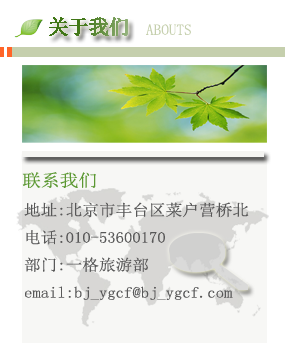 关于我们 ABOUTS
联系我们
地址:北京市丰台区菜户营桥北
电话:010-53600170
部门:一格旅游部
email:bj_ygcf@bj_ygcf.com